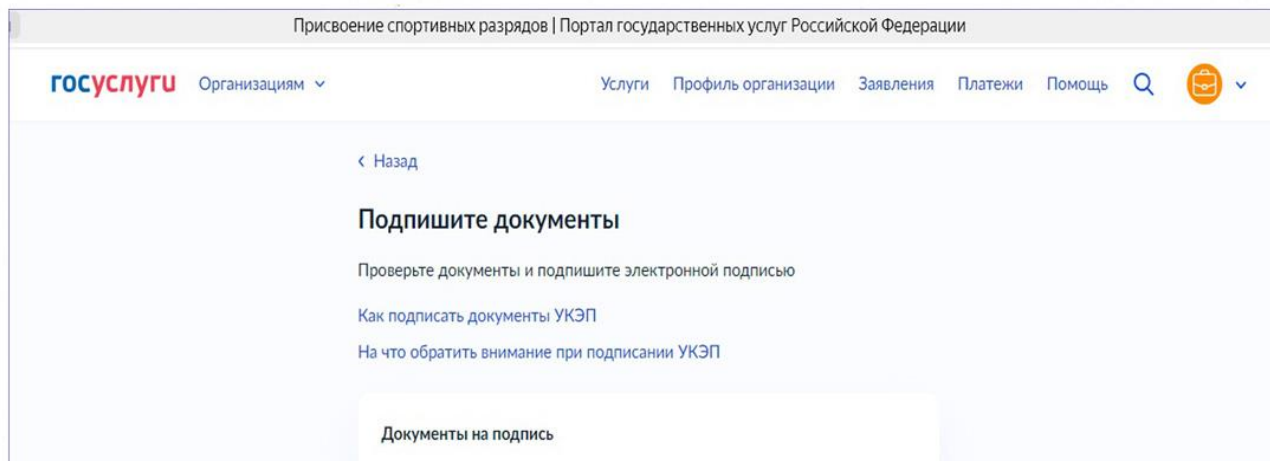 Присвоение спортивных разрядов | Портал государственных услуг Российской Федерации
госуслуги Организациям Услуги Профиль организации Заявления Платежи Помощь
Назад
Подпишите документы
Проверьте документы и подпишите электронной подписью
Как подписать документы УКЭП
На что обратить внимание при подписании УКЭП
Документы на подпись